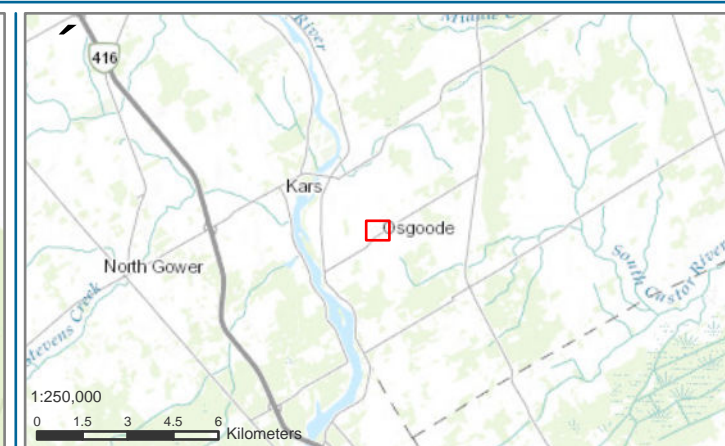 Middle C
River
416
Kars
Osgoode
North Gower
South Castor River
Stevens Creek
1:250,000
0 1.5 3 4.5 6
Kilometers